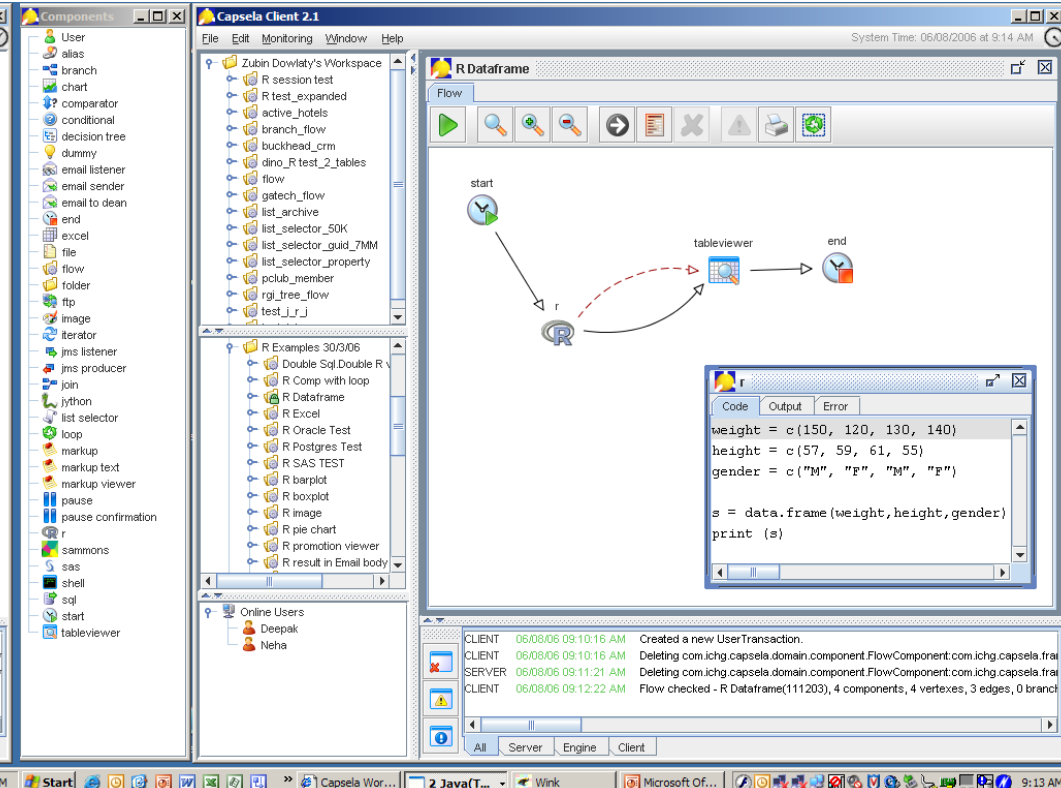 Components
User
alias
branch
chart
comparator
conditional
decision tree
dummy
email listener
email sender
email to dean
end
excel
file
flow
folder
ftp
image
iterator
jms listener
jms producer
join
jython
list selector
loop
markup
markup text
markup viewer
pause
pause confirmation
r
sammons
sas
shell
sql
start
tableviewer
Capsela Client 2.1
File Edit Monitoring Window Help
System Time: 06/08/2006 at 9:14 AM
Zubin Dowlaty's Workspace
R session test
R test_expanded
active_hotels
branch_flow
buckhead_crm
dino_R test_2_tables
flow
gatech_flow
list_archive
list_selector_50K
list_selector_guid_7MM
list_selector_property
pclub_member
rgi_tree_flow
test_j_r_j
R Examples 30/3/06
Double Sql.Double R
R Comp with loop
R Dataframe
R Excel
R Oracle Test
R Postgres Test
R SAS TEST
R barplot
R boxplot
R image
R pie chart
R promotion viewer
R result in Email body
Online Users
Deepak
Neha
R Dataframe
Flow
start
r
tableviewer
end
r
Code Output Error
weight = c(150, 120, 130, 140)
height = c(57, 59, 61, 55)
gender = c("M", "F", "M", "F")
s = data.frame(weight,height,gender)
print (s)
CLIENT 06/08/06 09:10:16 AM Created a new UserTransaction.
CLIENT 06/08/06 09:10:16 AM Deleting com.ichg.capsela.domain.component.FlowComponent:com.ichg.capsela.fra
SERVER 06/08/06 09:11:21 AM Deleting com.ichg.capsela.domain.component.FlowComponent:com.ichg.capsela.fra
CLIENT 06/08/06 09:12:22 AM Flow checked - R Dataframe(111203), 4 components, 4 vertexes, 3 edges, 0 branch
All Server Engine Client
M Start » Capsela Wor... 2 Java(T... Wink Microsoft Of... 9:13 AM